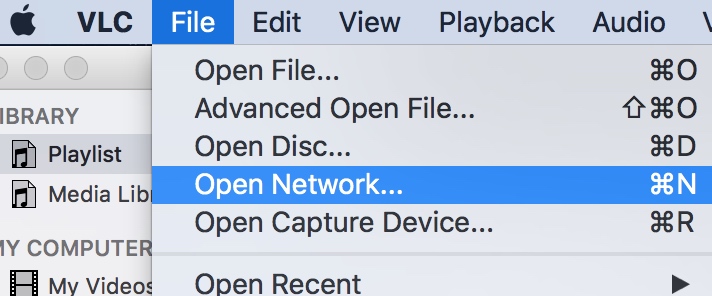 VLC File Edit View Playback Audio
Open File... ⌘O
IBRARY Advanced Open File... ⇧⌘O
Playlist Open Disc... ⌘D
Media Libr Open Network... ⌘N
Open Capture Device... ⌘R
MY COMPUTER
My Videos Open Recent ▶